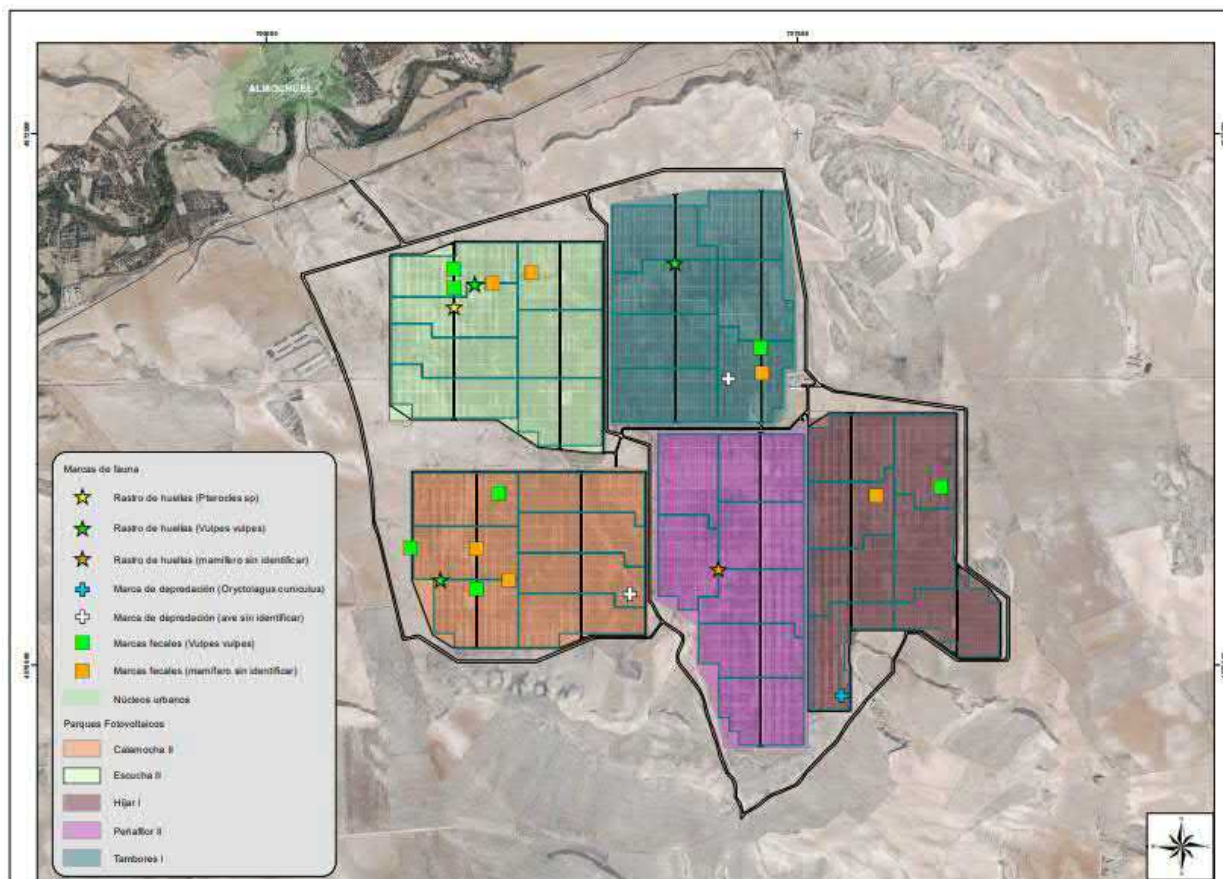 ALMOCHUEL
Marcas de fauna
Rastro de huellas (Pterocles sp)
Rastro de huellas (Vulpes vulpes)
Rastro de huellas (mamífero sin identificar)
Marca de depredación (Oryctolagus cuniculus)
Marca de depredación (ave sin identificar)
Marcas fecales (Vulpes vulpes)
Marcas fecales (mamífero sin identificar)
Núcleos urbanos
Parques Fotovoltaicos
Calamocha II
Escucha II
Híjar I
Peñaflor II
Tambores I